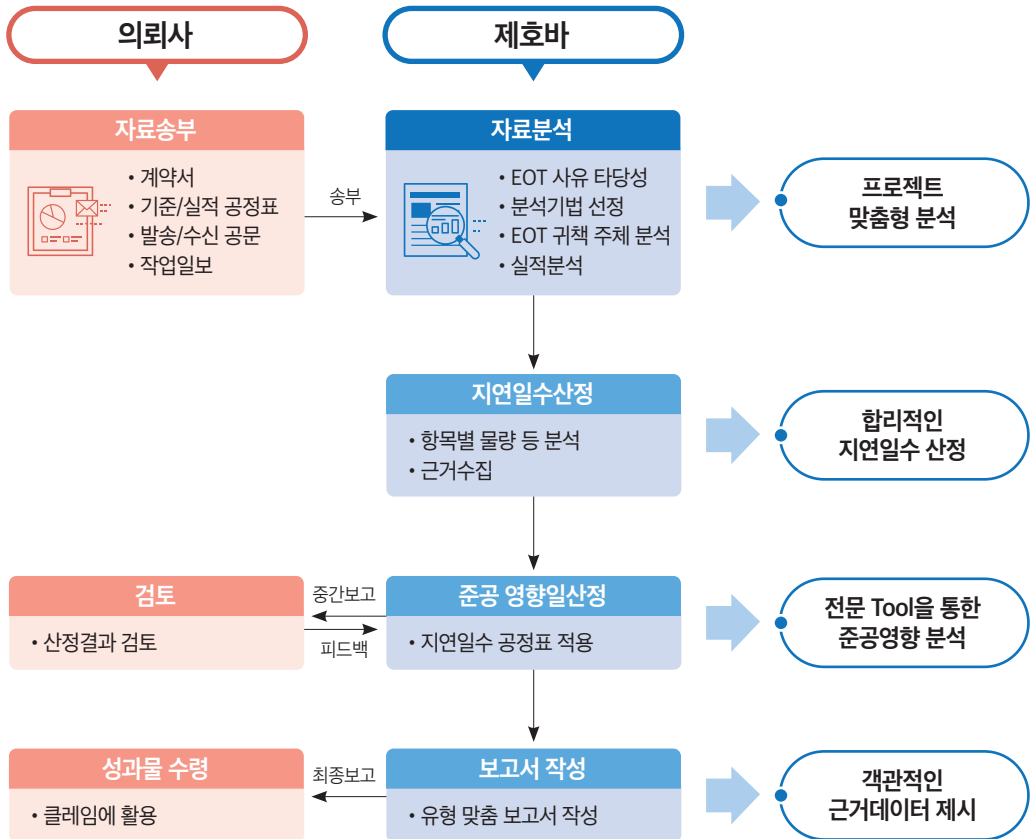 의뢰사
제호바
자료송부
• 계약서
• 기준/실적 공정표
• 발송/수신 공문
• 작업일보
송부
자료분석
• EOT 사유 타당성
• 분석기법 선정
• EOT 귀책 주체 분석
• 실적분석
프로젝트
맞춤형 분석
지연일수산정
• 항목별 물량 등 분석
• 근거수집
합리적인
지연일수 산정
검토
• 산정결과 검토
중간보고
피드백
준공 영향일산정
• 지연일수 공정표 적용
전문 Tool을 통한
준공영향 분석
성과물 수령
• 클레임에 활용
최종보고
보고서 작성
• 유형 맞춤 보고서 작성
객관적인
근거데이터 제시